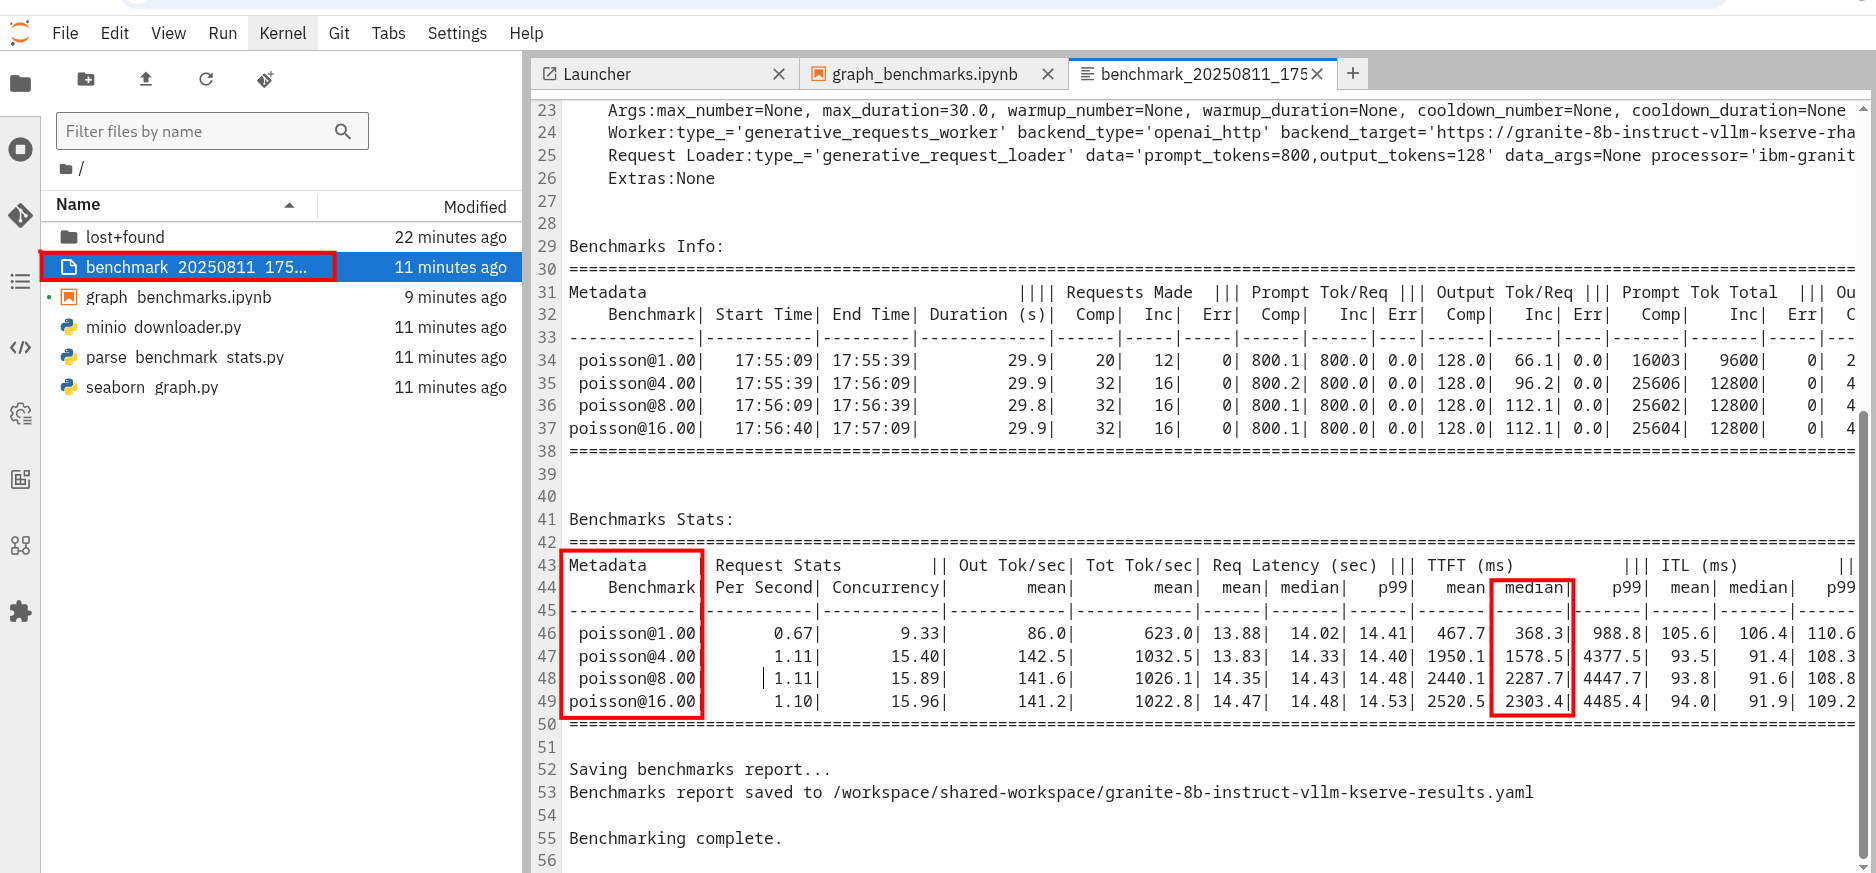 File Edit View Run Kernel Git Tabs Settings Help
Launcher
graph_benchmarks.ipynb
benchmark_20250811_175
Filter files by name
/
Name Modified
lost+found 22 minutes ago
benchmark_20250811_175... 11 minutes ago
graph_benchmarks.ipynb 9 minutes ago
minio_downloader.py 11 minutes ago
parse_benchmark_stats.py 11 minutes ago
seaborn_graph.py 11 minutes ago
23 Args:max_number=None, max_duration=30.0, warmup_number=None, warmup_duration=None, cooldown_number=None, cooldown_duration=None
24 Worker:type_='generative_requests_worker' backend_type='openai_http' backend_target='https://granite-8b-instruct-vllm-kserve-rha
25 Request Loader:type_='generative_request_loader' data='prompt_tokens=800,output_tokens=128' data_args=None processor='ibm-granit
26 Extras:None
27
28
29 Benchmarks Info:
30 ====================================================================================================================================
31 Metadata |||| Requests Made ||| Prompt Tok/Req ||| Output Tok/Req ||| Prompt Tok Total ||| Ou
32 Benchmark| Start Time| End Time| Duration (s)| Comp| Inc| Err| Comp| Inc| Err| Comp| Inc| Err| Comp| Inc| Err| C
33 -------------|-----------|---------|-------------|------|-----|-----|------|------|----|------|------|----|-------|-------|-----|---
34 poisson@1.00| 17:55:09| 17:55:39| 29.9| 20| 12| 0| 800.1| 800.0| 0.0| 128.0| 66.1| 0.0| 16003| 9600| 0| 2
35 poisson@4.00| 17:55:39| 17:56:09| 29.9| 32| 16| 0| 800.2| 800.0| 0.0| 128.0| 96.2| 0.0| 25606| 12800| 0| 4
36 poisson@8.00| 17:56:09| 17:56:39| 29.8| 32| 16| 0| 800.1| 800.0| 0.0| 128.0| 112.1| 0.0| 25602| 12800| 0| 4
37 poisson@16.00| 17:56:40| 17:57:09| 29.9| 32| 16| 0| 800.1| 800.0| 0.0| 128.0| 112.1| 0.0| 25604| 12800| 0| 4
38 ====================================================================================================================================
39
40
41 Benchmarks Stats:
42 ====================================================================================================================================
43 Metadata | Request Stats || Out Tok/sec| Tot Tok/sec| Req Latency (sec) ||| TTFT (ms) ||| ITL (ms) ||
44 Benchmark| Per Second| Concurrency| mean| mean| mean| median| p99| mean| median| p99| mean| median| p99
45 -------------|-----------|------------|------------|------------|------|-------|------|-------|-------|-------|------|-------|------
46 poisson@1.00| 0.67| 9.33| 86.0| 623.0| 13.88| 14.02| 14.41| 467.7| 368.3| 988.8| 105.6| 106.4| 110.6
47 poisson@4.00| 1.11| 15.40| 142.5| 1032.5| 13.83| 14.33| 14.40| 1950.1| 1578.5| 4377.5| 93.5| 91.4| 108.3
48 poisson@8.00| 1.11| 15.89| 141.6| 1026.1| 14.35| 14.43| 14.48| 2440.1| 2287.7| 4447.7| 93.8| 91.6| 108.8
49 poisson@16.00| 1.10| 15.96| 141.2| 1022.8| 14.47| 14.48| 14.53| 2520.5| 2303.4| 4485.4| 94.0| 91.9| 109.2
50 ====================================================================================================================================
51
52 Saving benchmarks report...
53 Benchmarks report saved to /workspace/shared-workspace/granite-8b-instruct-vllm-kserve-results.yaml
54
55 Benchmarking complete.
56